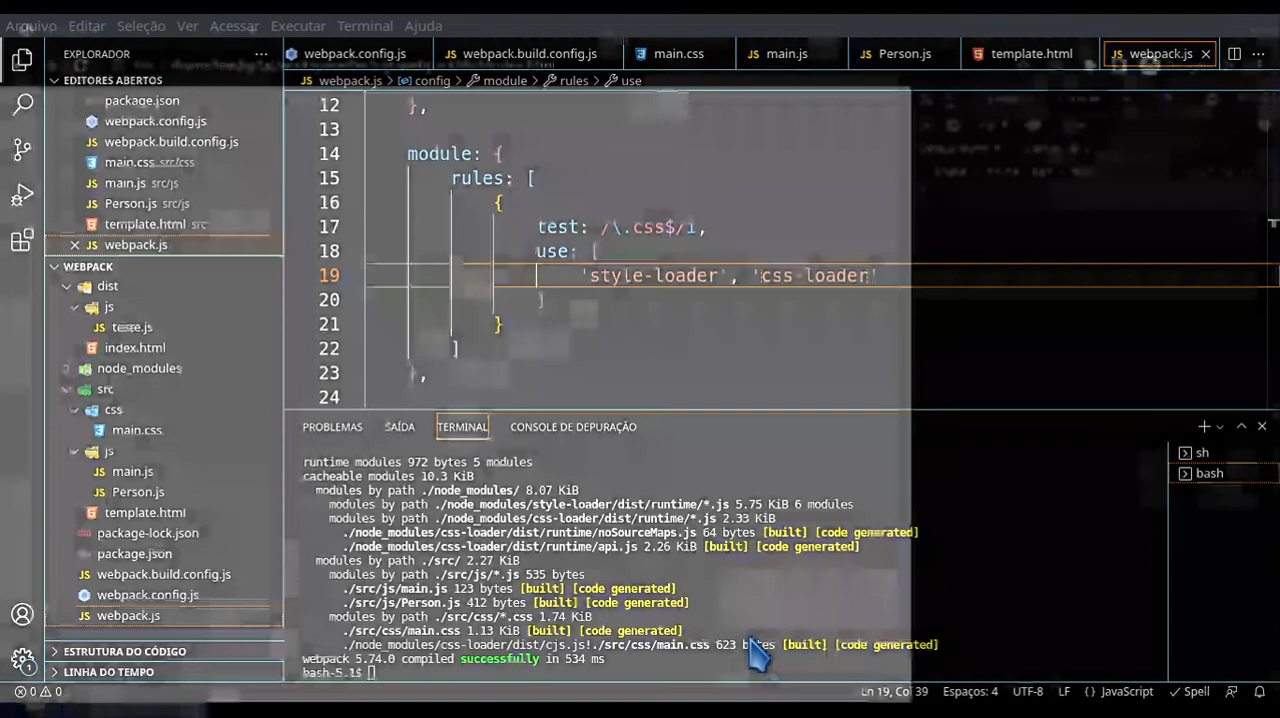 Arquivo Editar Seleção Ver Acessar Executar Terminal Ajuda
EXPLORADOR ...
webpack.config.js
webpack.build.config.js
main.css
main.js
Person.js
template.html
webpack.js
EDITORES ABERTOS
webpack.js > config > module > rules > use
package.json
webpack.config.js
webpack.build.config.js
main.css src/css
main.js src/js
Person.js src/js
template.html src
webpack.js
WEBPACK
dist
js
index.html
node_modules
src
css
main.css
js
main.js
Person.js
template.html
package-lock.json
package.json
webpack.build.config.js
webpack.config.js
webpack.js
ESTRUTURA DO CÓDIGO
LINHA DO TEMPO
12 },
13
14 module: {
15 rules: [
16 {
17 test: /\.css$/i,
18 use: [
19 'style-loader', 'css-loader'
20 ]
21 }
22 ]
23 },
24
PROBLEMAS SAÍDA TERMINAL CONSOLE DE DEPURAÇÃO
sh
bash
runtime modules 972 bytes 5 modules
cacheable modules 10.3 KiB
modules by path ./node_modules/ 8.07 KiB
modules by path ./node_modules/style-loader/dist/runtime/*.js 5.75 KiB 6 modules
modules by path ./node_modules/css-loader/dist/runtime/*.js 2.33 KiB
./node_modules/css-loader/dist/runtime/noSourceMaps.js 64 bytes [built] [code generated]
./node_modules/css-loader/dist/runtime/api.js 2.26 KiB [built] [code generated]
modules by path ./src/ 2.27 KiB
modules by path ./src/js/*.js 535 bytes
./src/js/main.js 123 bytes [built] [code generated]
./src/js/Person.js 412 bytes [built] [code generated]
modules by path ./src/css/*.css 1.74 KiB
./src/css/main.css 1.13 KiB [built] [code generated]
./node_modules/css-loader/dist/cjs.js!./src/css/main.css 623 bytes [built] [code generated]
webpack 5.74.0 compiled successfully in 534 ms
bash-5.1$
0 0
Ln 19, Col 39 Espaços: 4 UTF-8 LF {} JavaScript Spell